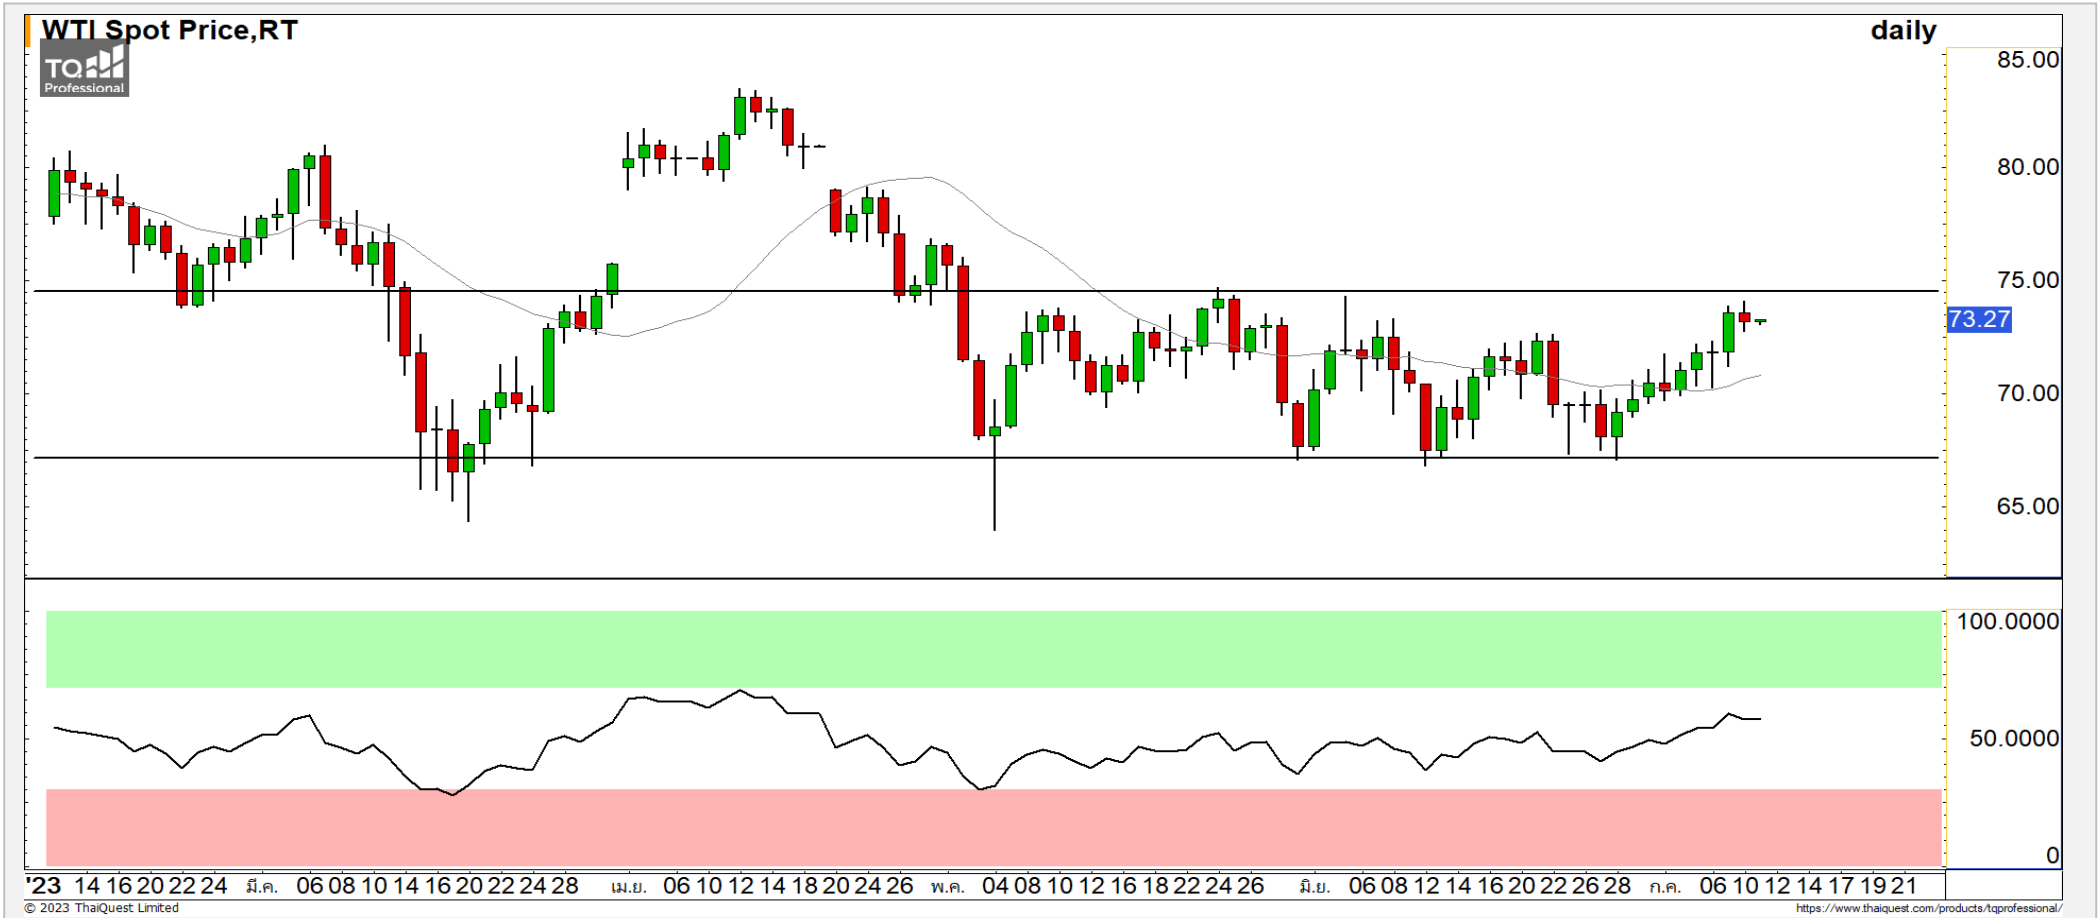 WTI Spot Price,RT
daily
TQ
Professional
85.00
80.00
75.00
73.27
70.00
65.00
100.0000
50.0000
0
'23 14 16 20 22 24 มี.ค. 06 08 10 14 16 20 22 24 28 เม.ย. 06 10 12 14 18 20 24 26 พ.ค. 04 08 10 12 16 18 22 24 26 มิ.ย. 06 08 12 14 16 20 22 26 28 ก.ค. 06 10 12 14 17 19 21
© 2023 ThaiQuest Limited
https://www.thaiquest.com/products/tqprofessional/